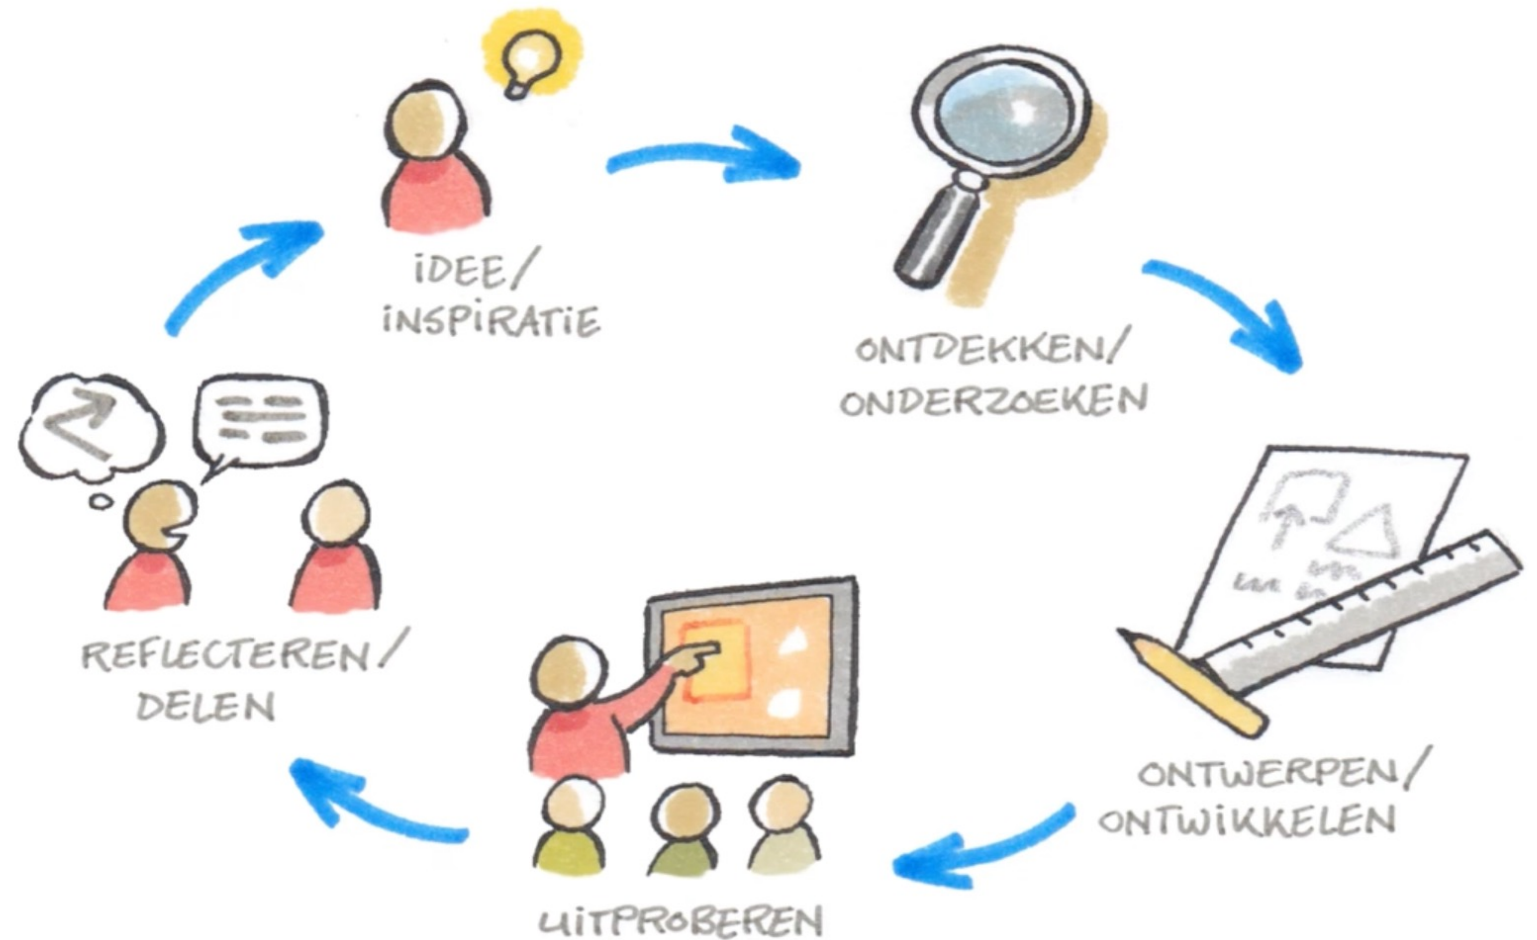 iDEE/
iNSPiRATiE
ONTDEKKEN/
ONDERZOEKEN
ONTWERPEN/
ONTWiKKELEN
UiTPROBEREN
REFLECTEREN/
DELEN